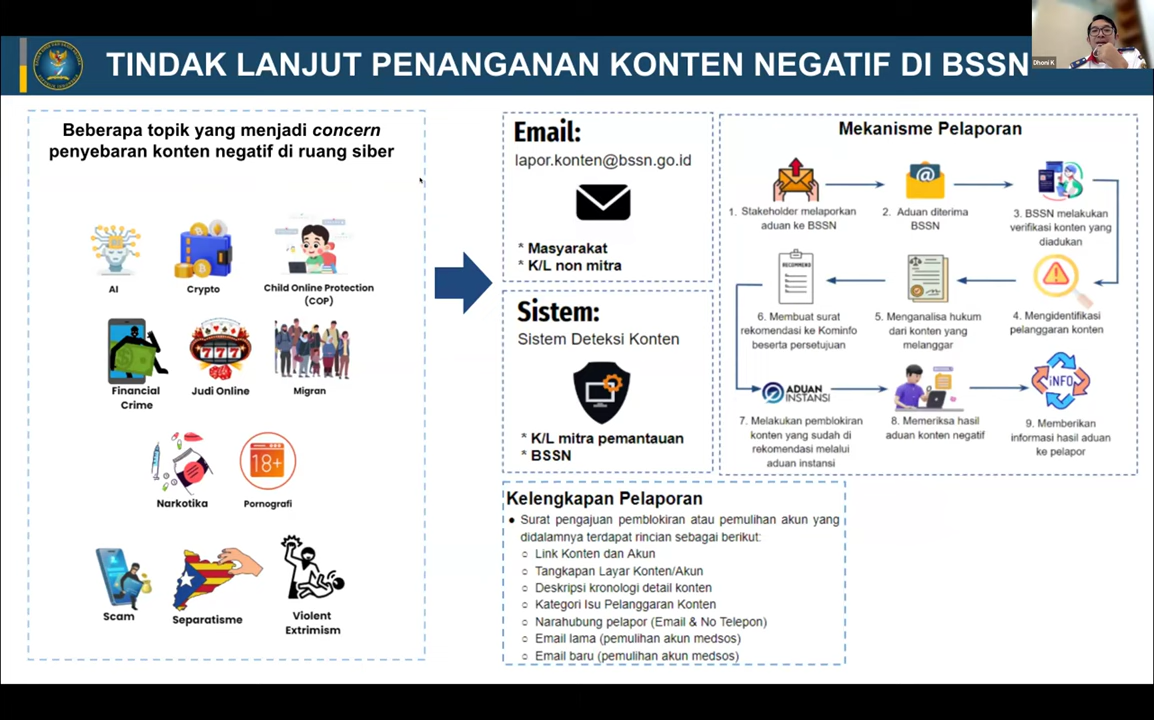 TINDAK LANJUT PENANGANAN KONTEN NEGATIF DI BSSN
Dhoni K
Beberapa topik yang menjadi concern
penyebaran konten negatif di ruang siber
AI
Crypto
Child Online Protection
(COP)
Financial
Crime
Judi Online
Migran
18+
Narkotika
Pornografi
Scam
Separatisme
Violent
Extrimism
Email:
lapor.konten@bssn.go.id
* Masyarakat
* K/L non mitra
Sistem:
Sistem Deteksi Konten
* K/L mitra pemantauan
* BSSN
Mekanisme Pelaporan
1. Stakeholder melaporkan
aduan ke BSSN
2. Aduan diterima
BSSN
3. BSSN melakukan
verifikasi konten yang
diadukan
4. Mengidentifikasi
pelanggaran konten
5. Menganalisa hukum
dari konten yang
melanggar
RECOMMEND
6. Membuat surat
rekomendasi ke Kominfo
beserta persetujuan
ADUAN
INSTANSI
7. Melakukan pemblokiran
konten yang sudah di
rekomendasi melalui
aduan instansi
8. Memeriksa hasil
aduan konten negatif
INFO
9. Memberikan
informasi hasil aduan
ke pelapor
Kelengkapan Pelaporan
● Surat pengajuan pemblokiran atau pemulihan akun yang
didalamnya terdapat rincian sebagai berikut:
○ Link Konten dan Akun
○ Tangkapan Layar Konten/Akun
○ Deskripsi kronologi detail konten
○ Kategori Isu Pelanggaran Konten
○ Narahubung pelapor (Email & No Telepon)
○ Email lama (pemulihan akun medsos)
○ Email baru (pemulihan akun medsos)